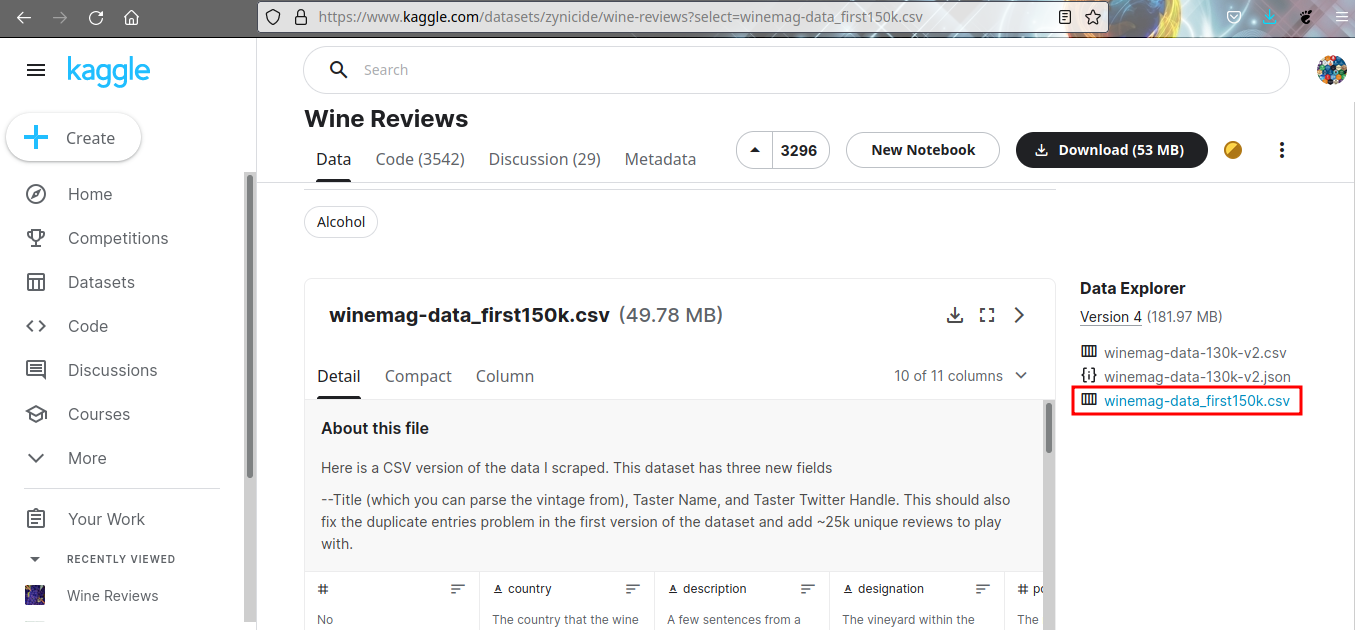 https://www.kaggle.com/datasets/zynicide/wine-reviews?select=winemag-data_first150k.csv
kaggle
Search
Create
Home
Competitions
Datasets
Code
Discussions
Courses
More
Your Work
RECENTLY VIEWED
Wine Reviews
Wine Reviews
Data Code (3542) Discussion (29) Metadata
3296
New Notebook
Download (53 MB)
Alcohol
winemag-data_first150k.csv (49.78 MB)
Detail Compact Column
10 of 11 columns
About this file
Here is a CSV version of the data I scraped. This dataset has three new fields
--Title (which you can parse the vintage from), Taster Name, and Taster Twitter Handle. This should also
fix the duplicate entries problem in the first version of the dataset and add ~25k unique reviews to play
with.
# A country A description A designation #
No The country that the wine A few sentences from a The vineyard within the The
Data Explorer
Version 4 (181.97 MB)
winemag-data-130k-v2.csv
{i} winemag-data-130k-v2.json
winemag-data_first150k.csv